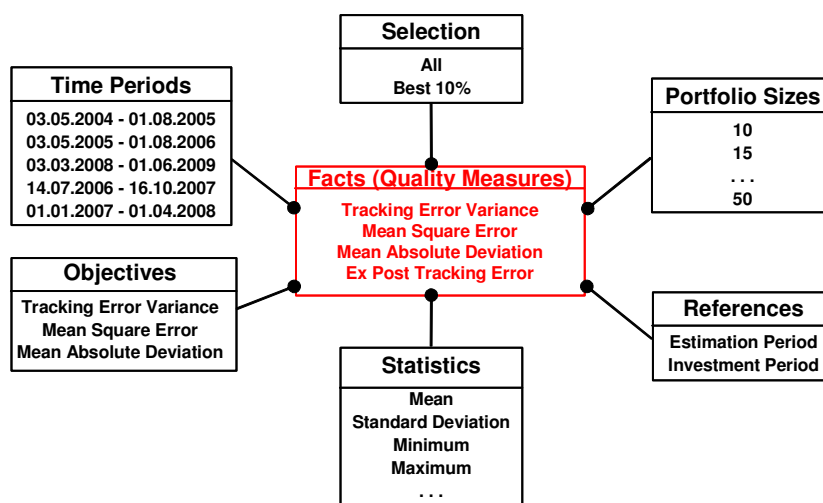 Selection
All
Best 10%
Time Periods
03.05.2004 - 01.08.2005
03.05.2005 - 01.08.2006
03.03.2008 - 01.06.2009
14.07.2006 - 16.10.2007
01.01.2007 - 01.04.2008
Portfolio Sizes
10
15
. . .
50
Facts (Quality Measures)
Tracking Error Variance
Mean Square Error
Mean Absolute Deviation
Ex Post Tracking Error
Objectives
Tracking Error Variance
Mean Square Error
Mean Absolute Deviation
References
Estimation Period
Investment Period
Statistics
Mean
Standard Deviation
Minimum
Maximum
. . .